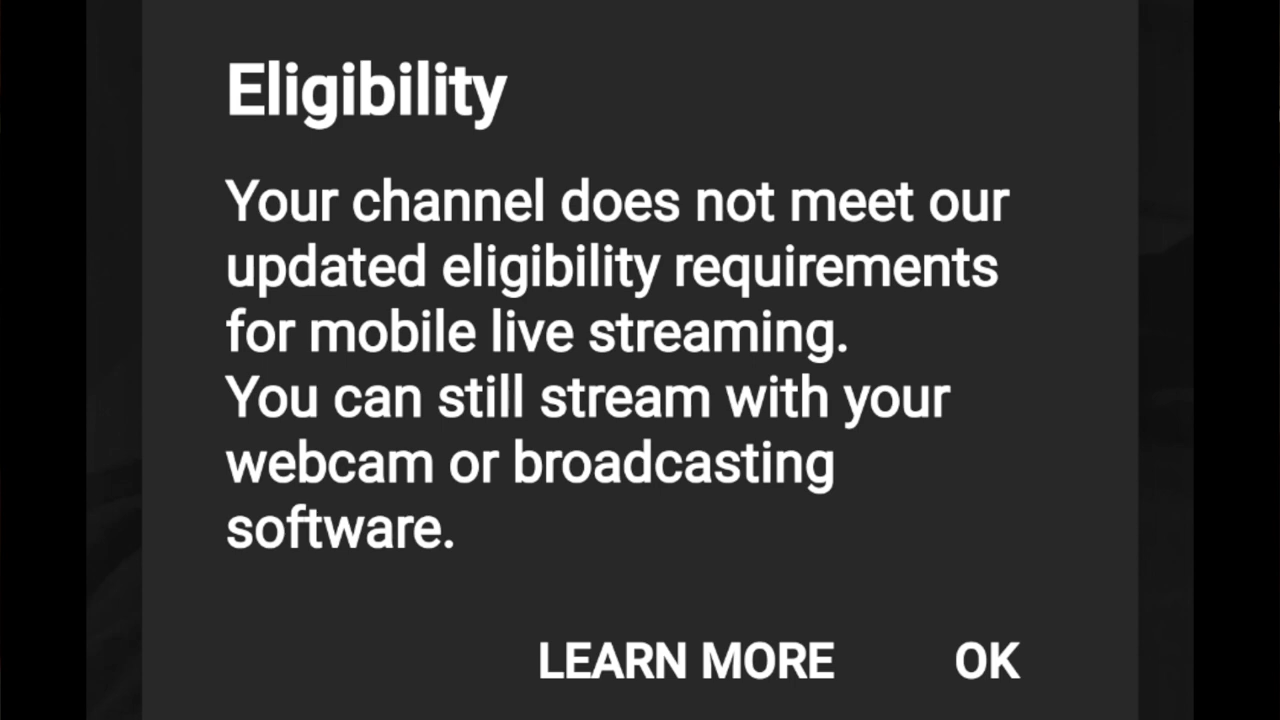 Eligibility
Your channel does not meet our
updated eligibility requirements
for mobile live streaming.
You can still stream with your
webcam or broadcasting
software.
LEARN MORE OK